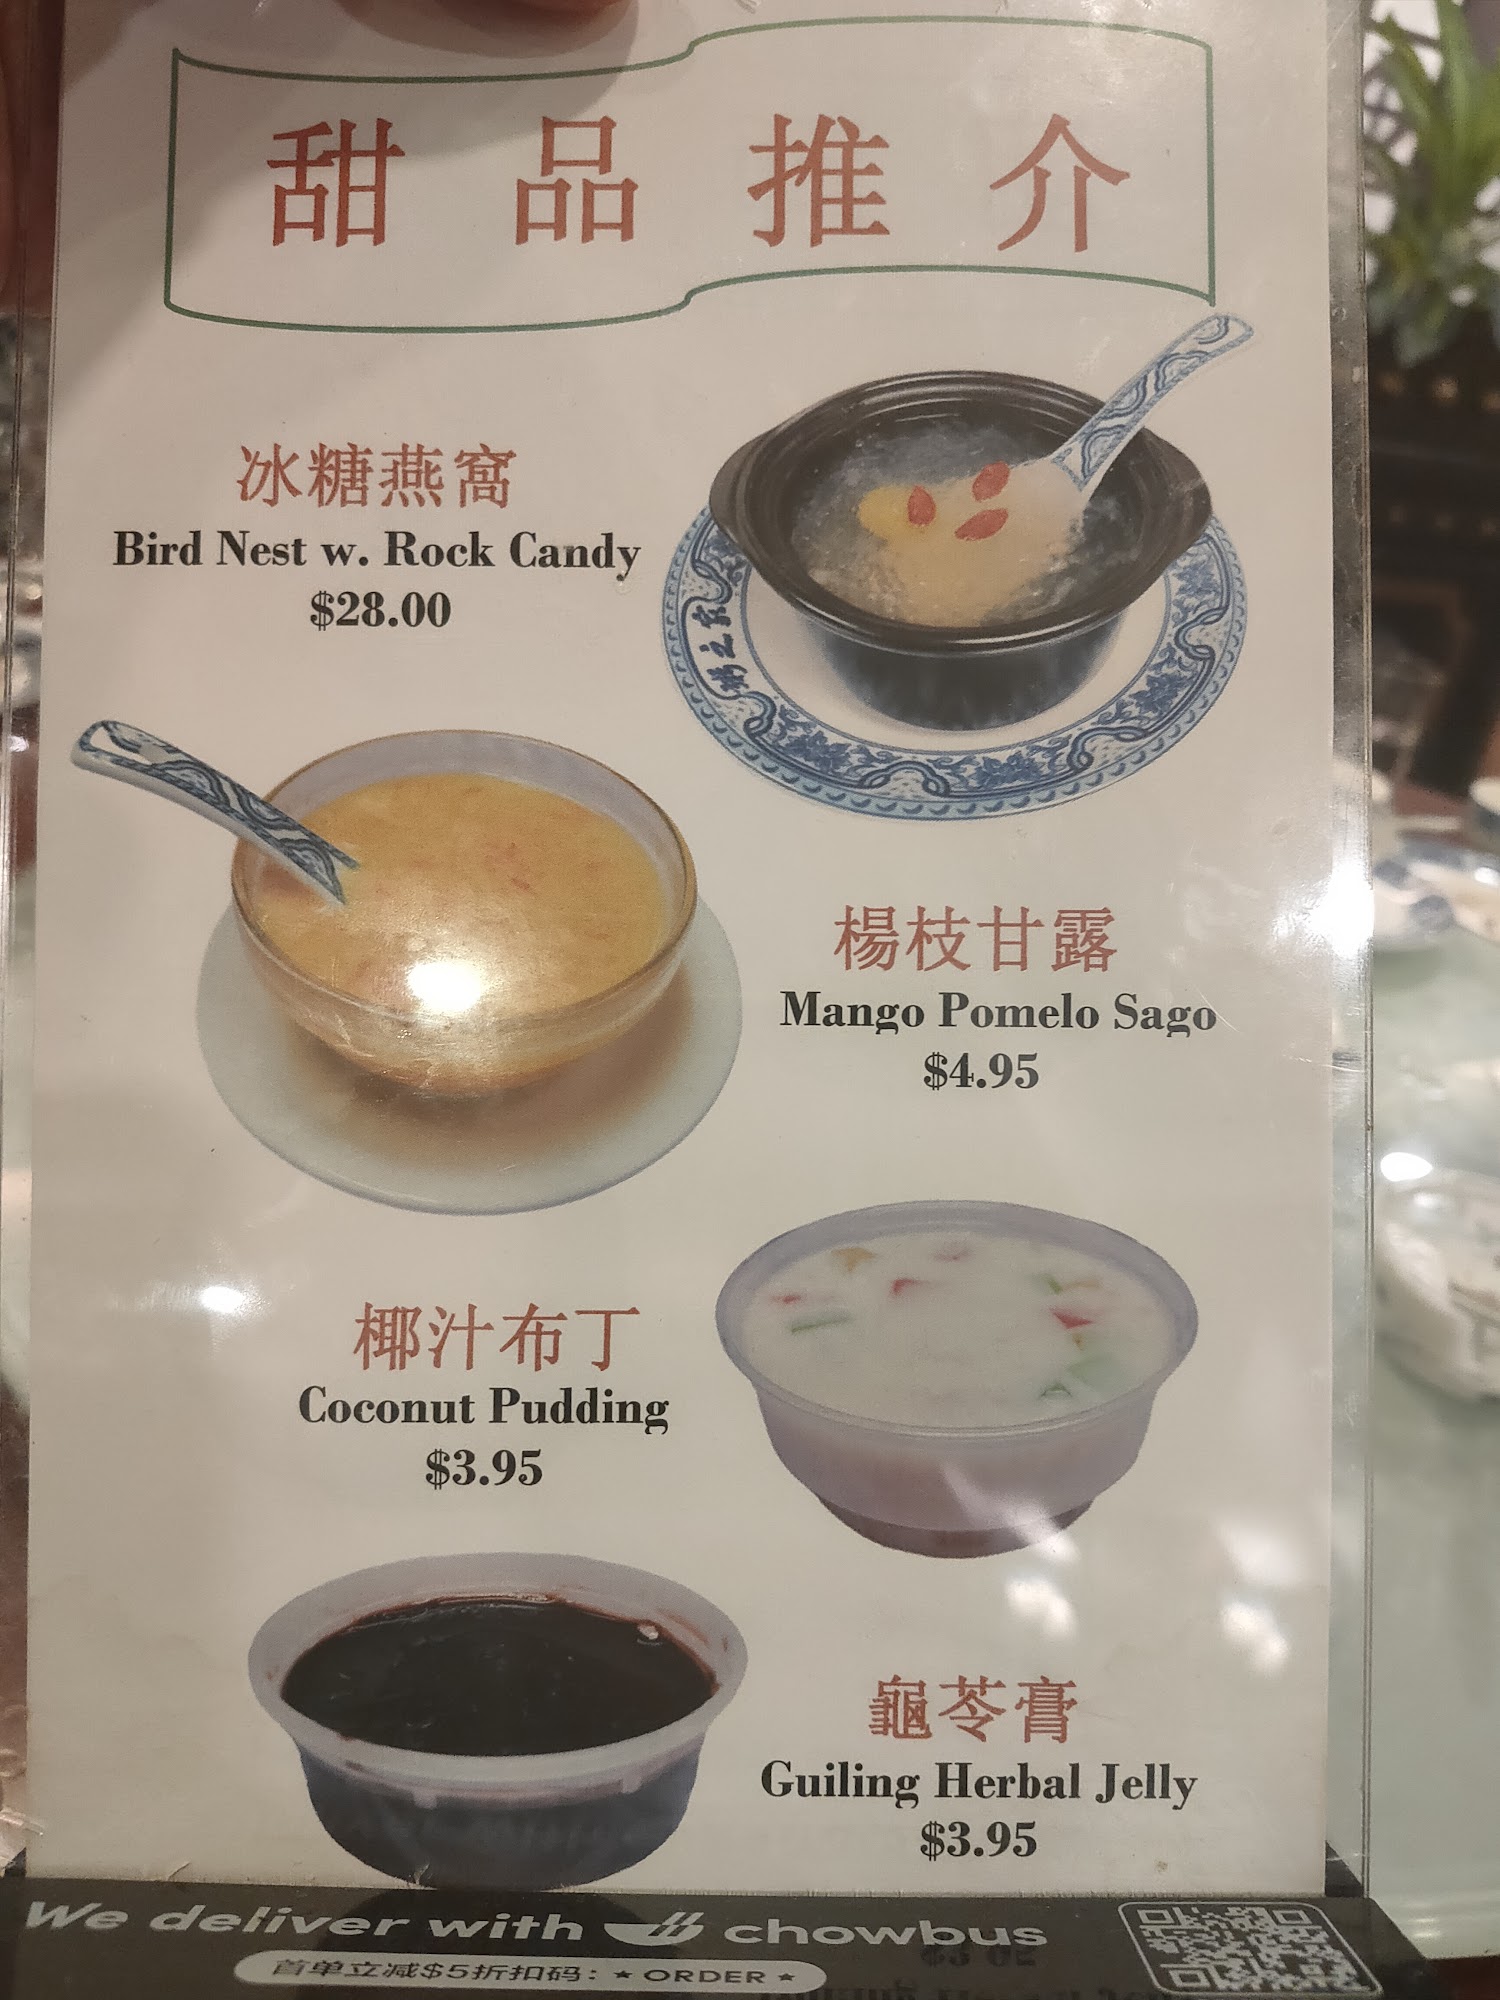 甜品推介
冰糖燕窩
Bird Nest w. Rock Candy
$28.00
楊枝甘露
Mango Pomelo Sago
$4.95
椰汁布丁
Coconut Pudding
$3.95
龜苓膏
Guiling Herbal Jelly
$3.95
We deliver with chowbus
首单立减$5折扣码: ★ ORDER ★